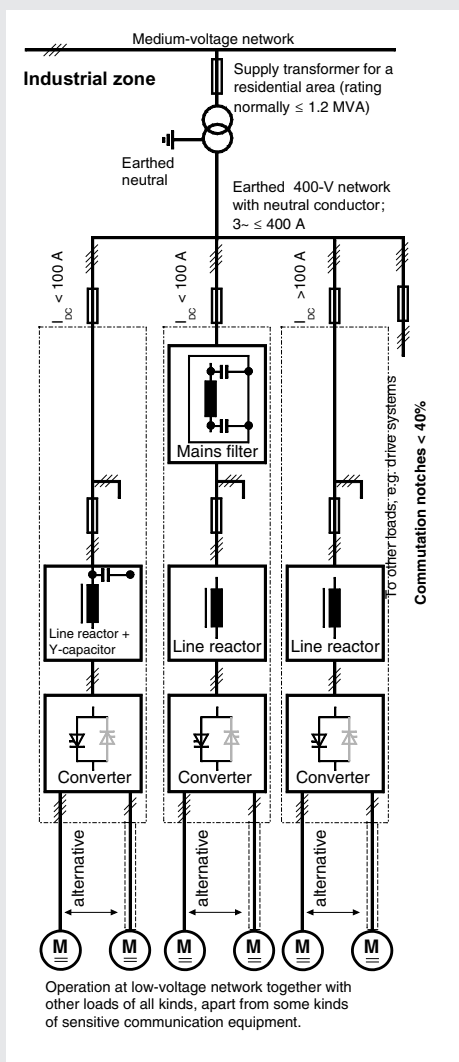 Medium-voltage network
Industrial zone
Supply transformer for a
residential area (rating
normally ≤ 1.2 MVA)
Earthed
neutral
Earthed 400-V network
with neutral conductor;
3~ ≤ 400 A
I DC < 100 A
I DC < 100 A
I DC >100 A
To other loads, e.g. drive systems
Commutation notches < 40%
Mains filter
Line reactor +
Y-capacitor
Line reactor
Line reactor
Converter
Converter
Converter
alternative
alternative
alternative
M
M
M
M
M
M
Operation at low-voltage network together with
other loads of all kinds, apart from some kinds
of sensitive communication equipment.